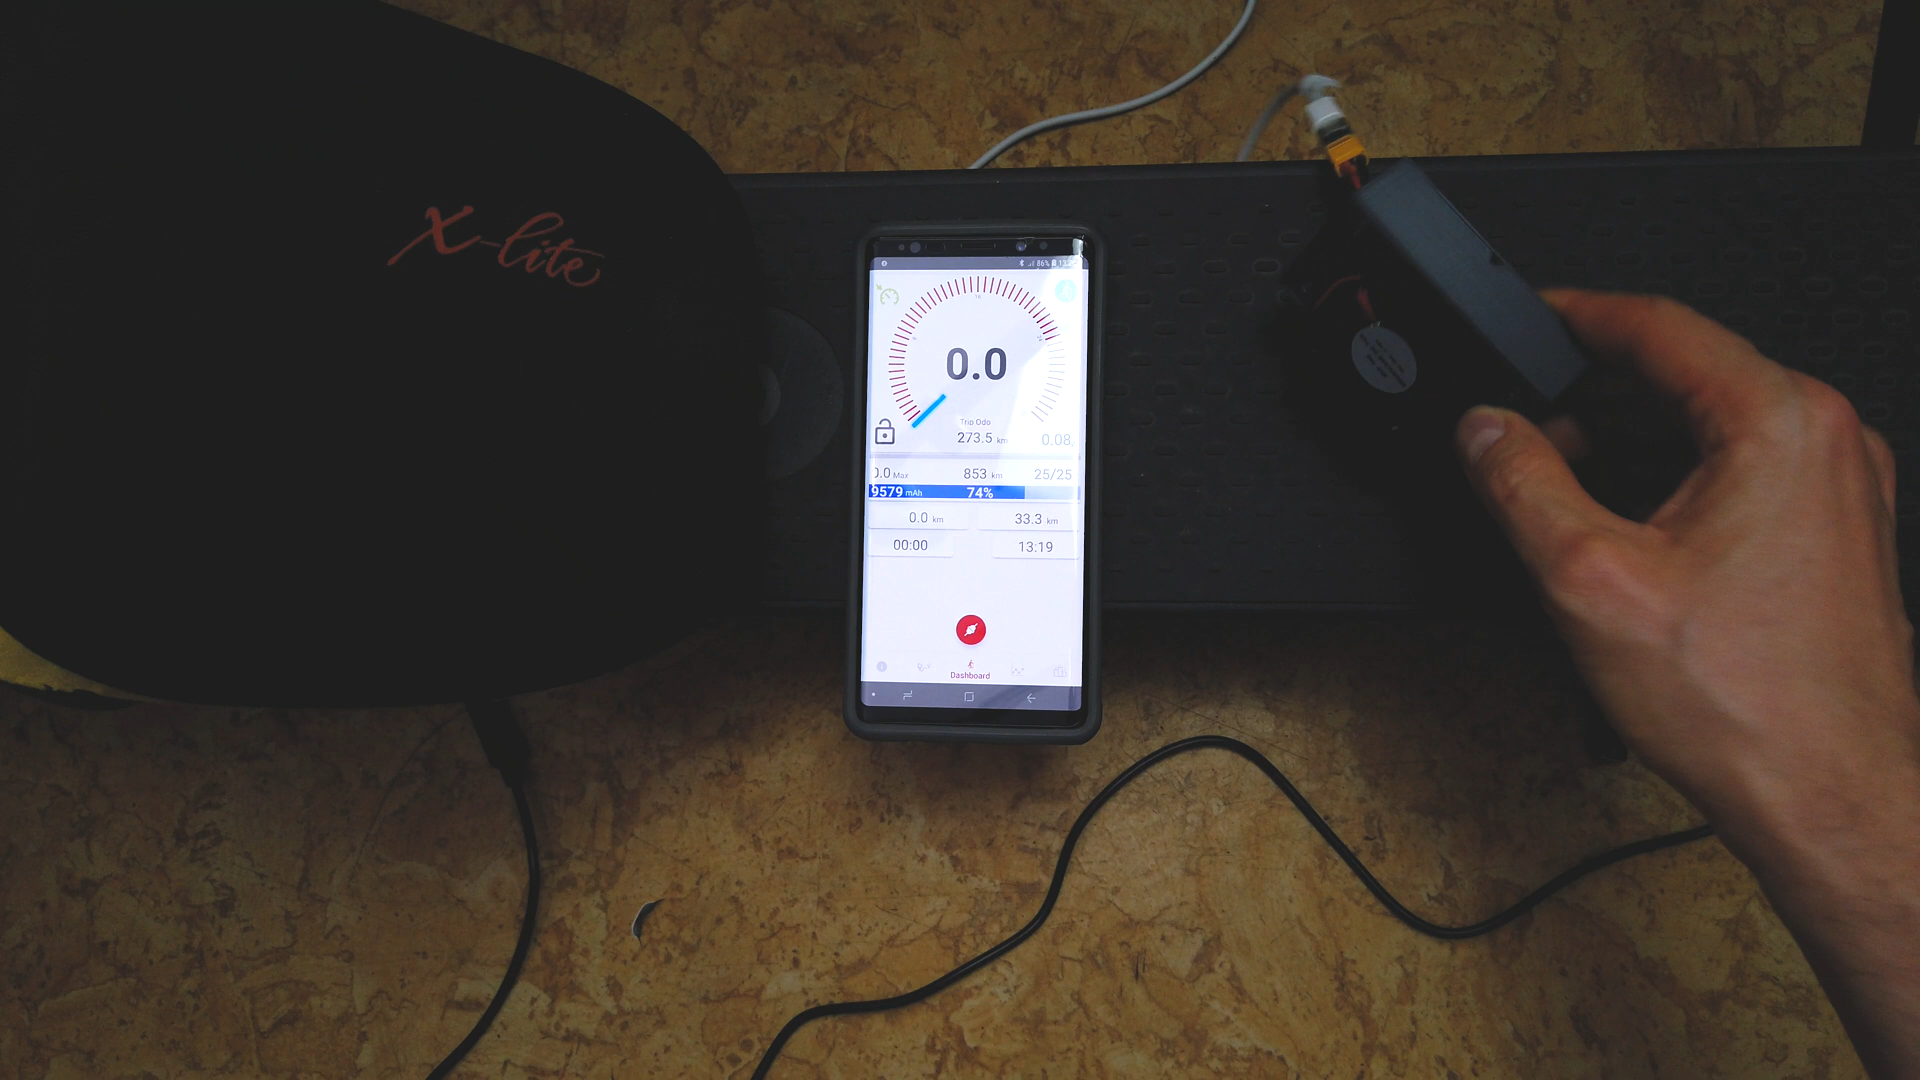 X-lite
86%
0.0
Trip Odo
273.5 km
0.08
0.0 Max 853 km 25/25
9579 mAh 74%
0.0 km 33.3 km
00:00 13:19
Dashboard